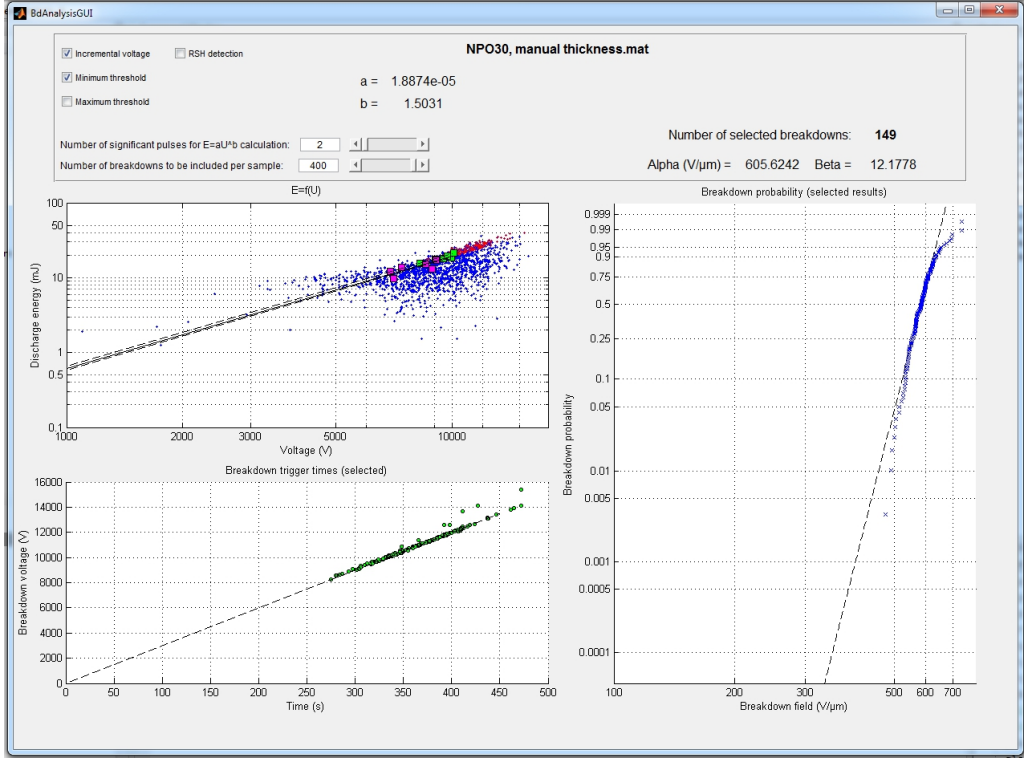 BdAnalysisGUI
Incremental voltage
RSH detection
NPO30, manual thickness.mat
Minimum threshold
a = 1.8874e-05
Maximum threshold
b = 1.5031
Number of significant pulses for E=aU^b calculation: 2
Number of selected breakdowns: 149
Number of breakdowns to be included per sample: 400
Alpha (V/µm) = 605.6242 Beta = 12.1778
E=f(U)
100
50
10
5
1
0.5
0.1
Discharge energy (mJ)
1000 2000 3000 5000 10000
Voltage (V)
Breakdown trigger times (selected)
16000
14000
12000
10000
8000
6000
4000
2000
0
Breakdown voltage (V)
0 50 100 150 200 250 300 350 400 450 500
Time (s)
Breakdown probability (selected results)
0.999
0.99
0.95
0.9
0.75
0.5
0.25
0.1
0.05
0.01
0.005
0.001
0.0005
0.0001
Breakdown probability
100 200 300 500 600 700
Breakdown field (V/µm)